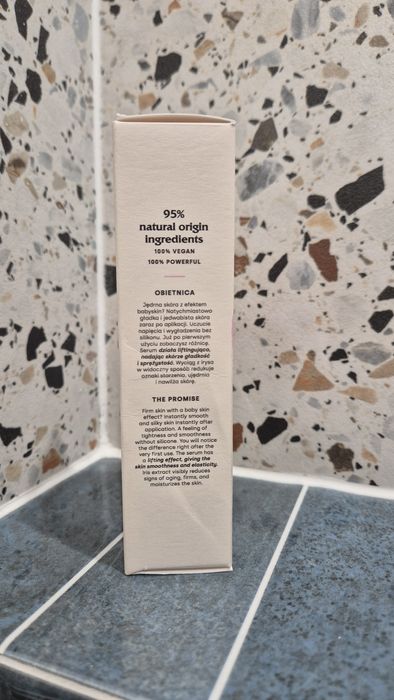 95%
natural origin
ingredients
100% VEGAN
100% POWERFUL
OBIETNICA
Jędrna skóra z efektem
babyskin? Natychmiastowo
gładka i jedwabista skóra
zaraz po aplikacji. Uczucie
napięcia i wygładzenia bez
silikonu. Już po pierwszym
użyciu zobaczysz różnicę.
Serum działa liftingująco,
nadając skórze gładkość
i sprężystość. Wyciąg z irysa
w widoczny sposób redukuje
oznaki starzenia, ujędrnia
i nawilża skórę.
THE PROMISE
Firm skin with a baby skin
effect? Instantly smooth
and silky skin instantly after
application. A feeling of
tightness and smoothness
without silicone. You will notice
the difference right after the
very first use. The serum has
a lifting effect, giving the
skin smoothness and elasticity.
Iris extract visibly reduces
signs of aging, firms, and
moisturizes the skin.